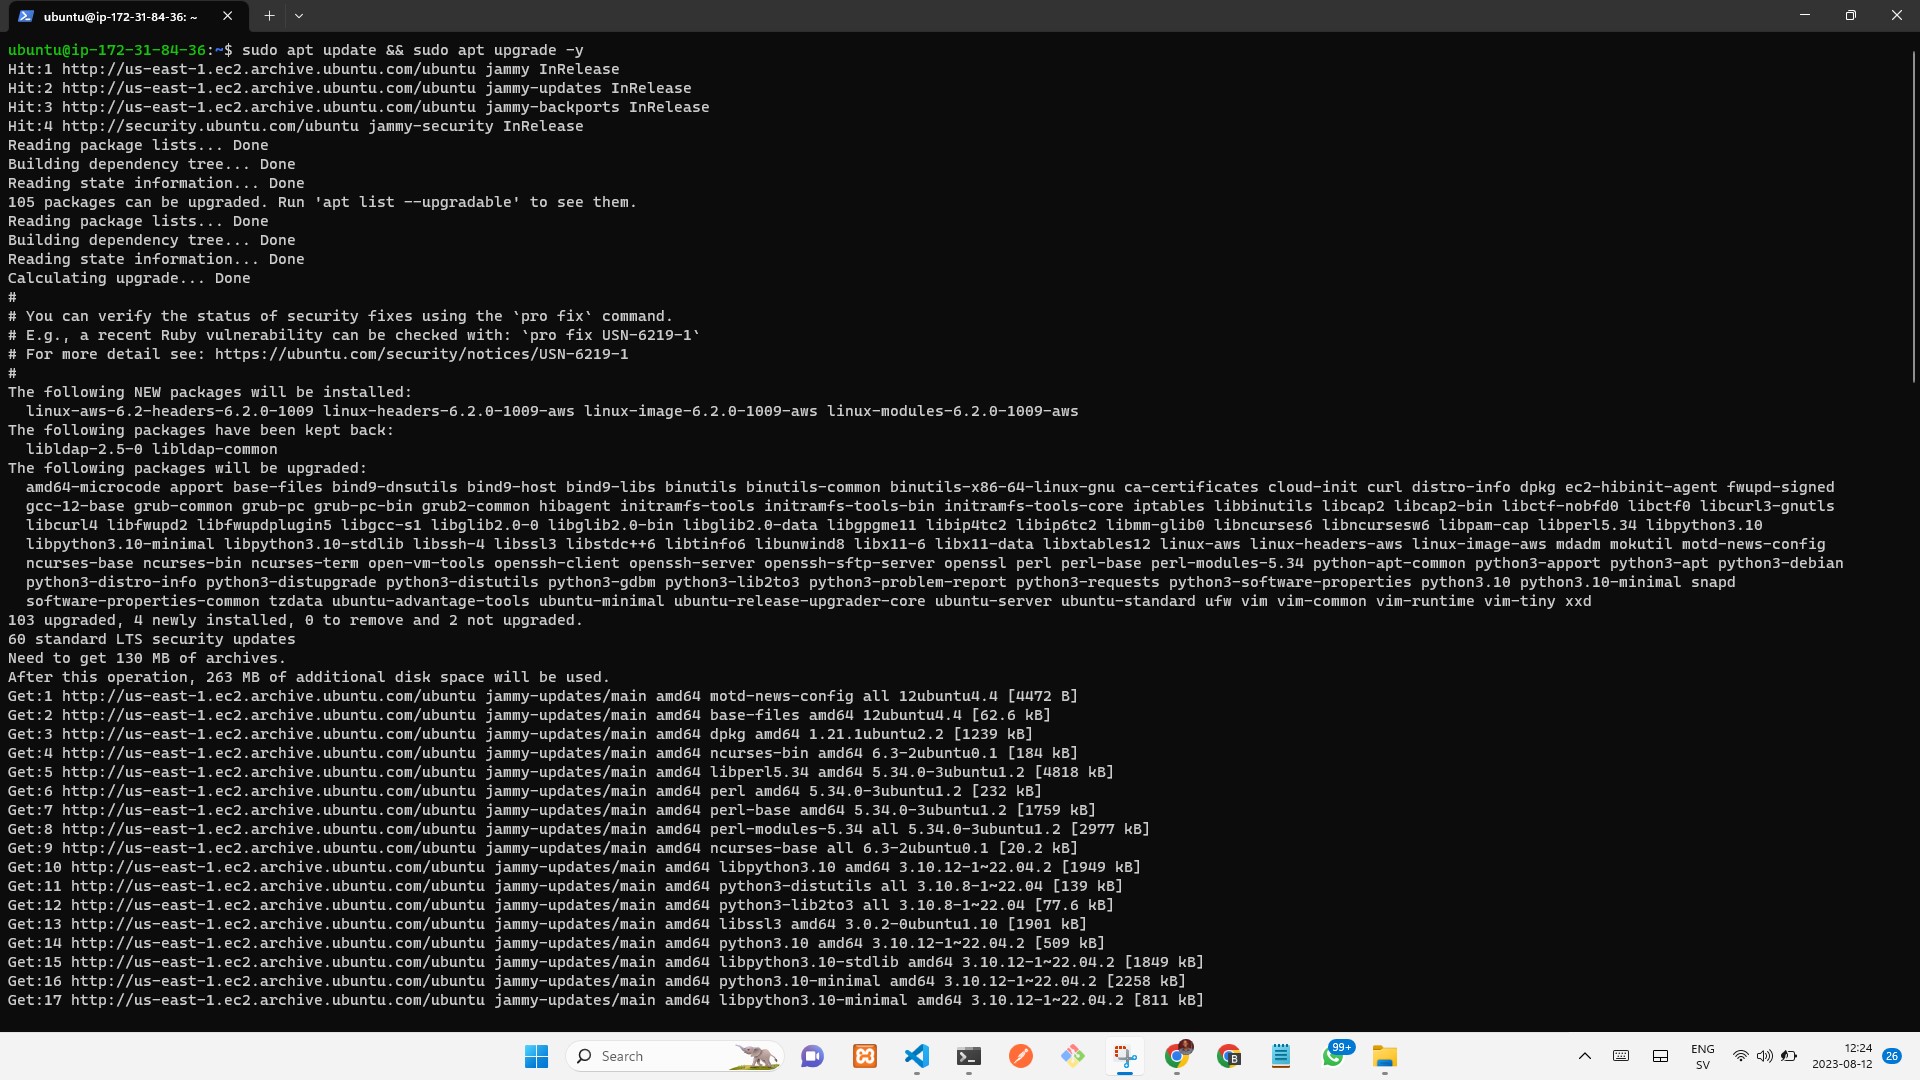 ubuntu@ip-172-31-84-36: ~
ubuntu@ip-172-31-84-36:~$ sudo apt update && sudo apt upgrade -y
Hit:1 http://us-east-1.ec2.archive.ubuntu.com/ubuntu jammy InRelease
Hit:2 http://us-east-1.ec2.archive.ubuntu.com/ubuntu jammy-updates InRelease
Hit:3 http://us-east-1.ec2.archive.ubuntu.com/ubuntu jammy-backports InRelease
Hit:4 http://security.ubuntu.com/ubuntu jammy-security InRelease
Reading package lists... Done
Building dependency tree... Done
Reading state information... Done
105 packages can be upgraded. Run 'apt list --upgradable' to see them.
Reading package lists... Done
Building dependency tree... Done
Reading state information... Done
Calculating upgrade... Done
#
# You can verify the status of security fixes using the `pro fix` command.
# E.g., a recent Ruby vulnerability can be checked with: `pro fix USN-6219-1`
# For more detail see: https://ubuntu.com/security/notices/USN-6219-1
#
The following NEW packages will be installed:
linux-aws-6.2-headers-6.2.0-1009 linux-headers-6.2.0-1009-aws linux-image-6.2.0-1009-aws linux-modules-6.2.0-1009-aws
The following packages have been kept back:
libldap-2.5-0 libldap-common
The following packages will be upgraded:
amd64-microcode apport base-files bind9-dnsutils bind9-host bind9-libs binutils binutils-common binutils-x86-64-linux-gnu ca-certificates cloud-init curl distro-info dpkg ec2-hibinit-agent fwupd-signed
gcc-12-base grub-common grub-pc grub-pc-bin grub2-common hibagent initramfs-tools initramfs-tools-bin initramfs-tools-core iptables libbinutils libcap2 libcap2-bin libctf-nobfd0 libctf0 libcurl3-gnutls
libcurl4 libfwupd2 libfwupdplugin5 libgcc-s1 libglib2.0-0 libglib2.0-bin libglib2.0-data libgpgme11 libip4tc2 libip6tc2 libmm-glib0 libncurses6 libncursesw6 libpam-cap libperl5.34 libpython3.10
libpython3.10-minimal libpython3.10-stdlib libssh-4 libssl3 libstdc++6 libtinfo6 libunwind8 libx11-6 libx11-data libxtables12 linux-aws linux-headers-aws linux-image-aws mdadm mokutil motd-news-config
ncurses-base ncurses-bin ncurses-term open-vm-tools openssh-client openssh-server openssh-sftp-server openssl perl perl-base perl-modules-5.34 python-apt-common python3-apport python3-apt python3-debian
python3-distro-info python3-distupgrade python3-distutils python3-gdbm python3-lib2to3 python3-problem-report python3-requests python3-software-properties python3.10 python3.10-minimal snapd
software-properties-common tzdata ubuntu-advantage-tools ubuntu-minimal ubuntu-release-upgrader-core ubuntu-server ubuntu-standard ufw vim vim-common vim-runtime vim-tiny xxd
103 upgraded, 4 newly installed, 0 to remove and 2 not upgraded.
60 standard LTS security updates
Need to get 130 MB of archives.
After this operation, 263 MB of additional disk space will be used.
Get:1 http://us-east-1.ec2.archive.ubuntu.com/ubuntu jammy-updates/main amd64 motd-news-config all 12ubuntu4.4 [4472 B]
Get:2 http://us-east-1.ec2.archive.ubuntu.com/ubuntu jammy-updates/main amd64 base-files amd64 12ubuntu4.4 [62.6 kB]
Get:3 http://us-east-1.ec2.archive.ubuntu.com/ubuntu jammy-updates/main amd64 dpkg amd64 1.21.1ubuntu2.2 [1239 kB]
Get:4 http://us-east-1.ec2.archive.ubuntu.com/ubuntu jammy-updates/main amd64 ncurses-bin amd64 6.3-2ubuntu0.1 [184 kB]
Get:5 http://us-east-1.ec2.archive.ubuntu.com/ubuntu jammy-updates/main amd64 libperl5.34 amd64 5.34.0-3ubuntu1.2 [4818 kB]
Get:6 http://us-east-1.ec2.archive.ubuntu.com/ubuntu jammy-updates/main amd64 perl amd64 5.34.0-3ubuntu1.2 [232 kB]
Get:7 http://us-east-1.ec2.archive.ubuntu.com/ubuntu jammy-updates/main amd64 perl-base amd64 5.34.0-3ubuntu1.2 [1759 kB]
Get:8 http://us-east-1.ec2.archive.ubuntu.com/ubuntu jammy-updates/main amd64 perl-modules-5.34 all 5.34.0-3ubuntu1.2 [2977 kB]
Get:9 http://us-east-1.ec2.archive.ubuntu.com/ubuntu jammy-updates/main amd64 ncurses-base all 6.3-2ubuntu0.1 [20.2 kB]
Get:10 http://us-east-1.ec2.archive.ubuntu.com/ubuntu jammy-updates/main amd64 libpython3.10 amd64 3.10.12-1~22.04.2 [1949 kB]
Get:11 http://us-east-1.ec2.archive.ubuntu.com/ubuntu jammy-updates/main amd64 python3-distutils all 3.10.8-1~22.04 [139 kB]
Get:12 http://us-east-1.ec2.archive.ubuntu.com/ubuntu jammy-updates/main amd64 python3-lib2to3 all 3.10.8-1~22.04 [77.6 kB]
Get:13 http://us-east-1.ec2.archive.ubuntu.com/ubuntu jammy-updates/main amd64 libssl3 amd64 3.0.2-0ubuntu1.10 [1901 kB]
Get:14 http://us-east-1.ec2.archive.ubuntu.com/ubuntu jammy-updates/main amd64 python3.10 amd64 3.10.12-1~22.04.2 [509 kB]
Get:15 http://us-east-1.ec2.archive.ubuntu.com/ubuntu jammy-updates/main amd64 libpython3.10-stdlib amd64 3.10.12-1~22.04.2 [1849 kB]
Get:16 http://us-east-1.ec2.archive.ubuntu.com/ubuntu jammy-updates/main amd64 python3.10-minimal amd64 3.10.12-1~22.04.2 [2258 kB]
Get:17 http://us-east-1.ec2.archive.ubuntu.com/ubuntu jammy-updates/main amd64 libpython3.10-minimal amd64 3.10.12-1~22.04.2 [811 kB]
Search
B
99+
ENG
SV
12:24
2023-08-12
26